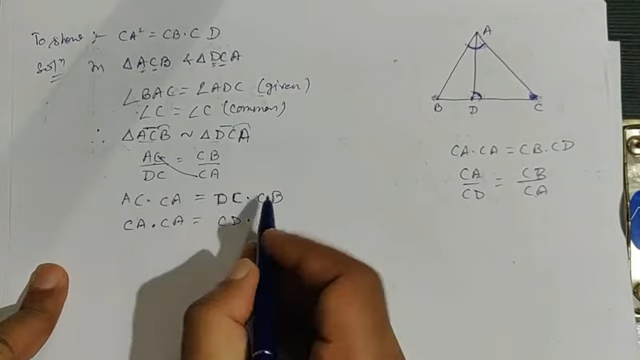 To show :- CA² = CB·CD
Solⁿ In ΔACB & ΔDCA
∠BAC = ∠ADC (given)
∠C = ∠C (common)
∴ ΔACB ~ ΔDCA
AC/DC = CB/CA
AC·CA = DC·CB
CA·CA = CD·
A
B D C
CA·CA = CB·CD
CA/CD = CB/CA